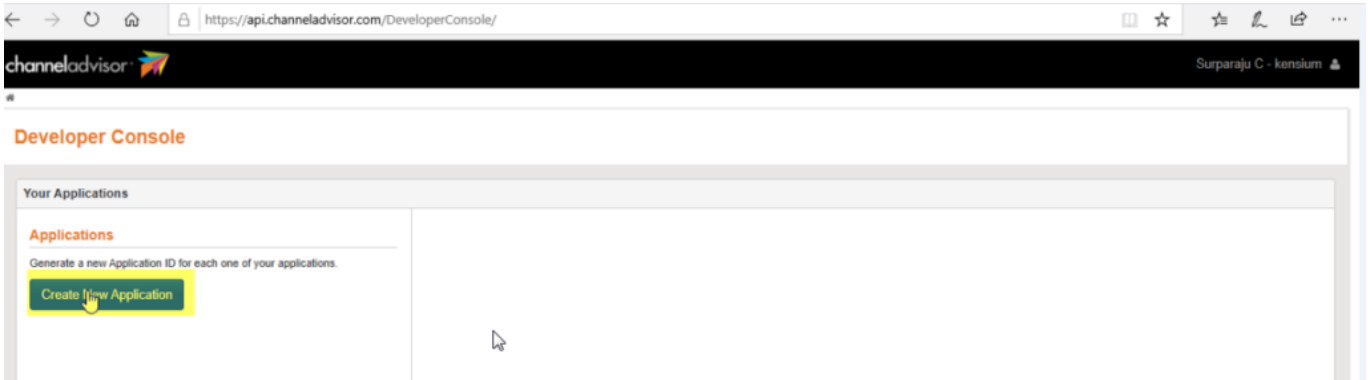 https://api.channeladvisor.com/DeveloperConsole/
channeladvisor
Surparaju C - kensium
Developer Console
Your Applications
Applications
Generate a new Application ID for each one of your applications.
Create New Application